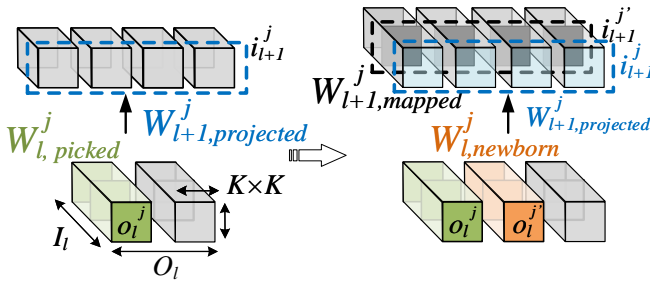 i_{l+1}^{j}
W_{l, picked}^{j}
W_{l+1,projected}^{j}
K×K
I_l
o_l^{j}
O_l
i_{l+1}^{j'}
i_{l+1}^{j}
W_{l+1,mapped}^{j}
W_{l+1,projected}^{j}
W_{l,newborn}^{j}
o_l^{j}
o_l^{j'}